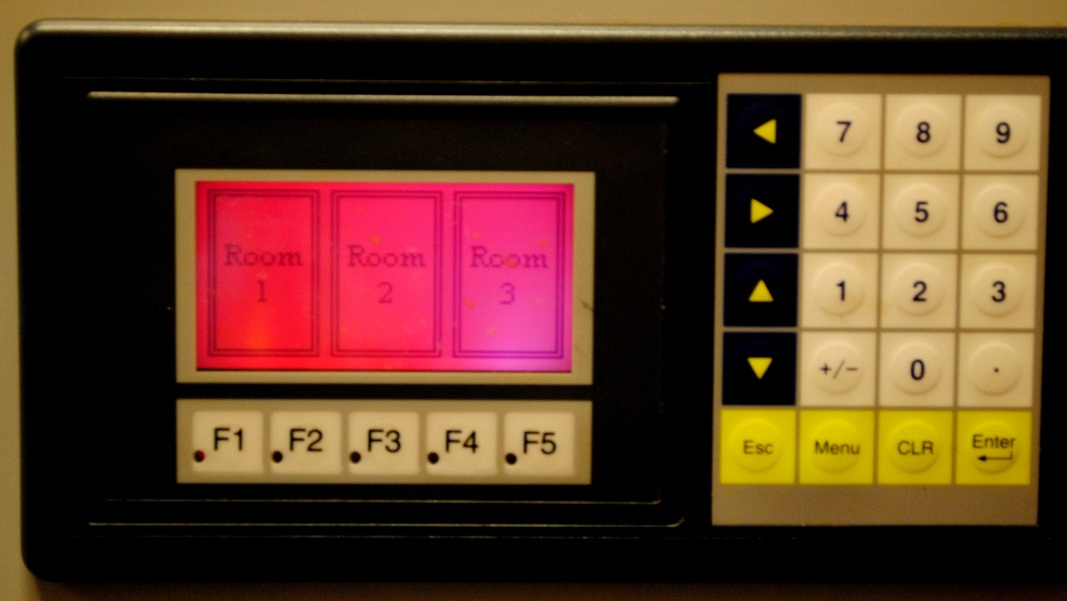 Room Room Room
1 2 3
F1 F2 F3 F4 F5
7 8 9
4 5 6
1 2 3
+/− 0 .
Esc Menu CLR Enter